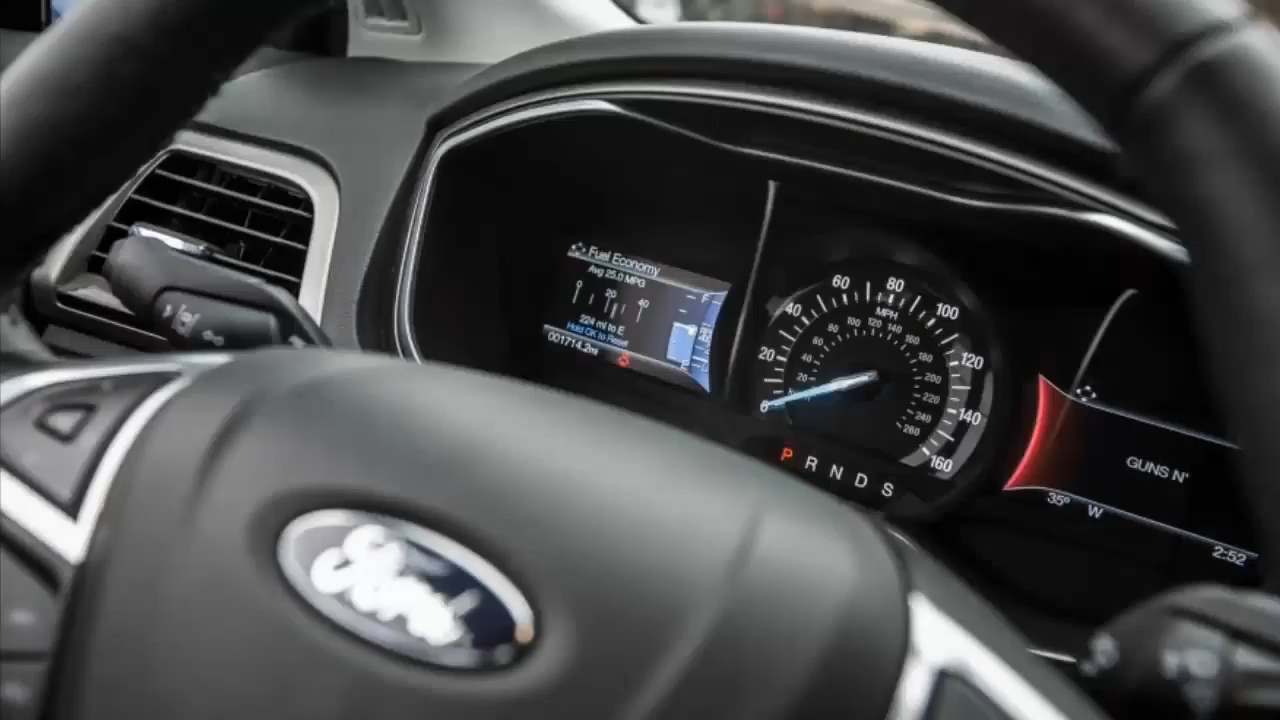 Fuel Economy
Avg 25.0 MPG
0 20 40
224 mi to E
Hold OK to Reset
001714.2mi
F
E
0 20 40 60 80 100 120 140 160
MPH
20 40 60 80 100 120 140 160 180 200 220 240 260
P R N D S
GUNS N'
35° W
2:52
Ford